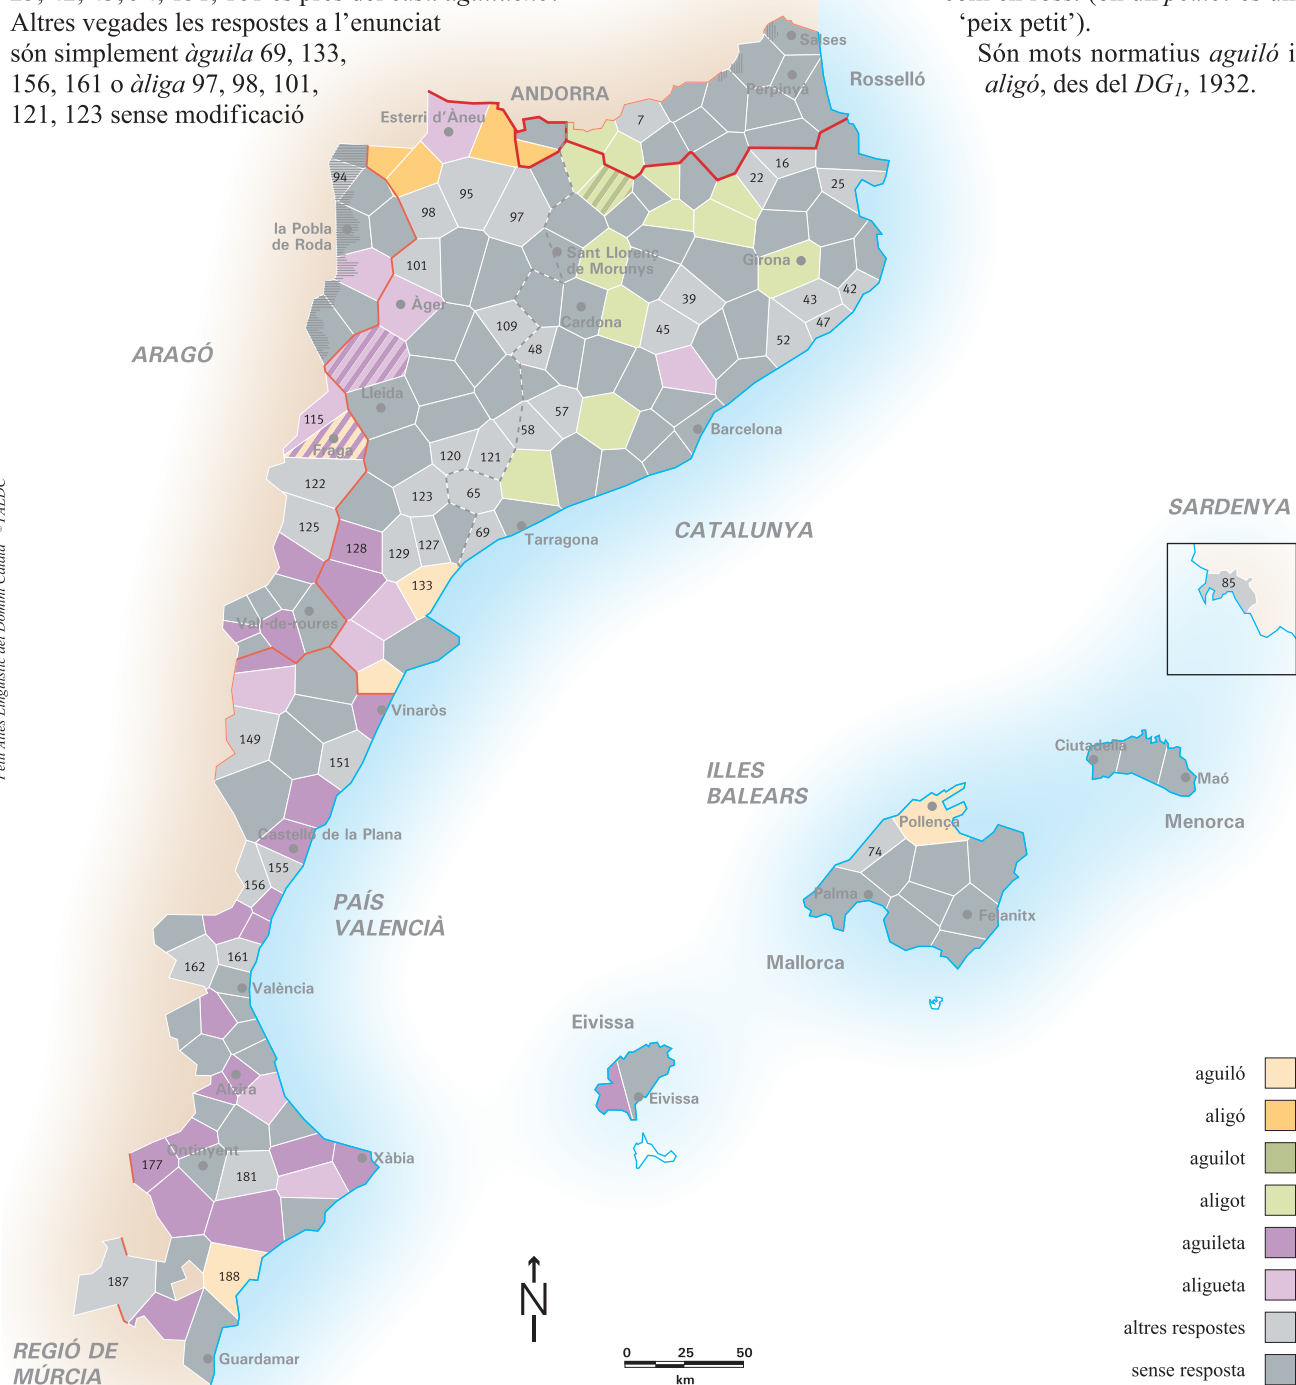 Altres vegades les respostes a l’enunciat
són simplement àguila 69, 133,
156, 161 o àliga 97, 98, 101,
121, 123 sense modificació
‘peix petit’).
Són mots normatius aguiló i
aligó, des del DG1, 1932.
Salses
Rosselló
Perpinyà
ANDORRA
Esterri d’Àneu
7
16
22
25
94
95
98
97
la Pobla
de Roda
Sant Llorenç
de Morunys
Girona
101
Àger
39
42
43
47
Cardona
109
45
52
48
ARAGÓ
Lleida
115
57
58
Barcelona
Fraga
120
121
122
123
65
SARDENYA
125
69
CATALUNYA
Tarragona
128
129
127
85
133
Vall-de-roures
Vinaròs
149
151
Ciutadella
Maó
ILLES
BALEARS
Menorca
Pollença
Castelló de la Plana
74
155
156
Palma
Felanitx
PAÍS
VALENCIÀ
162
161
Mallorca
València
Eivissa
Alzira
Eivissa
Ontinyent
177
181
Xàbia
187
188
N
REGIÓ DE
MÚRCIA
Guardamar
0 25 50
km
aguiló
aligó
aguilot
aligot
aguileta
aligueta
altres respostes
sense resposta